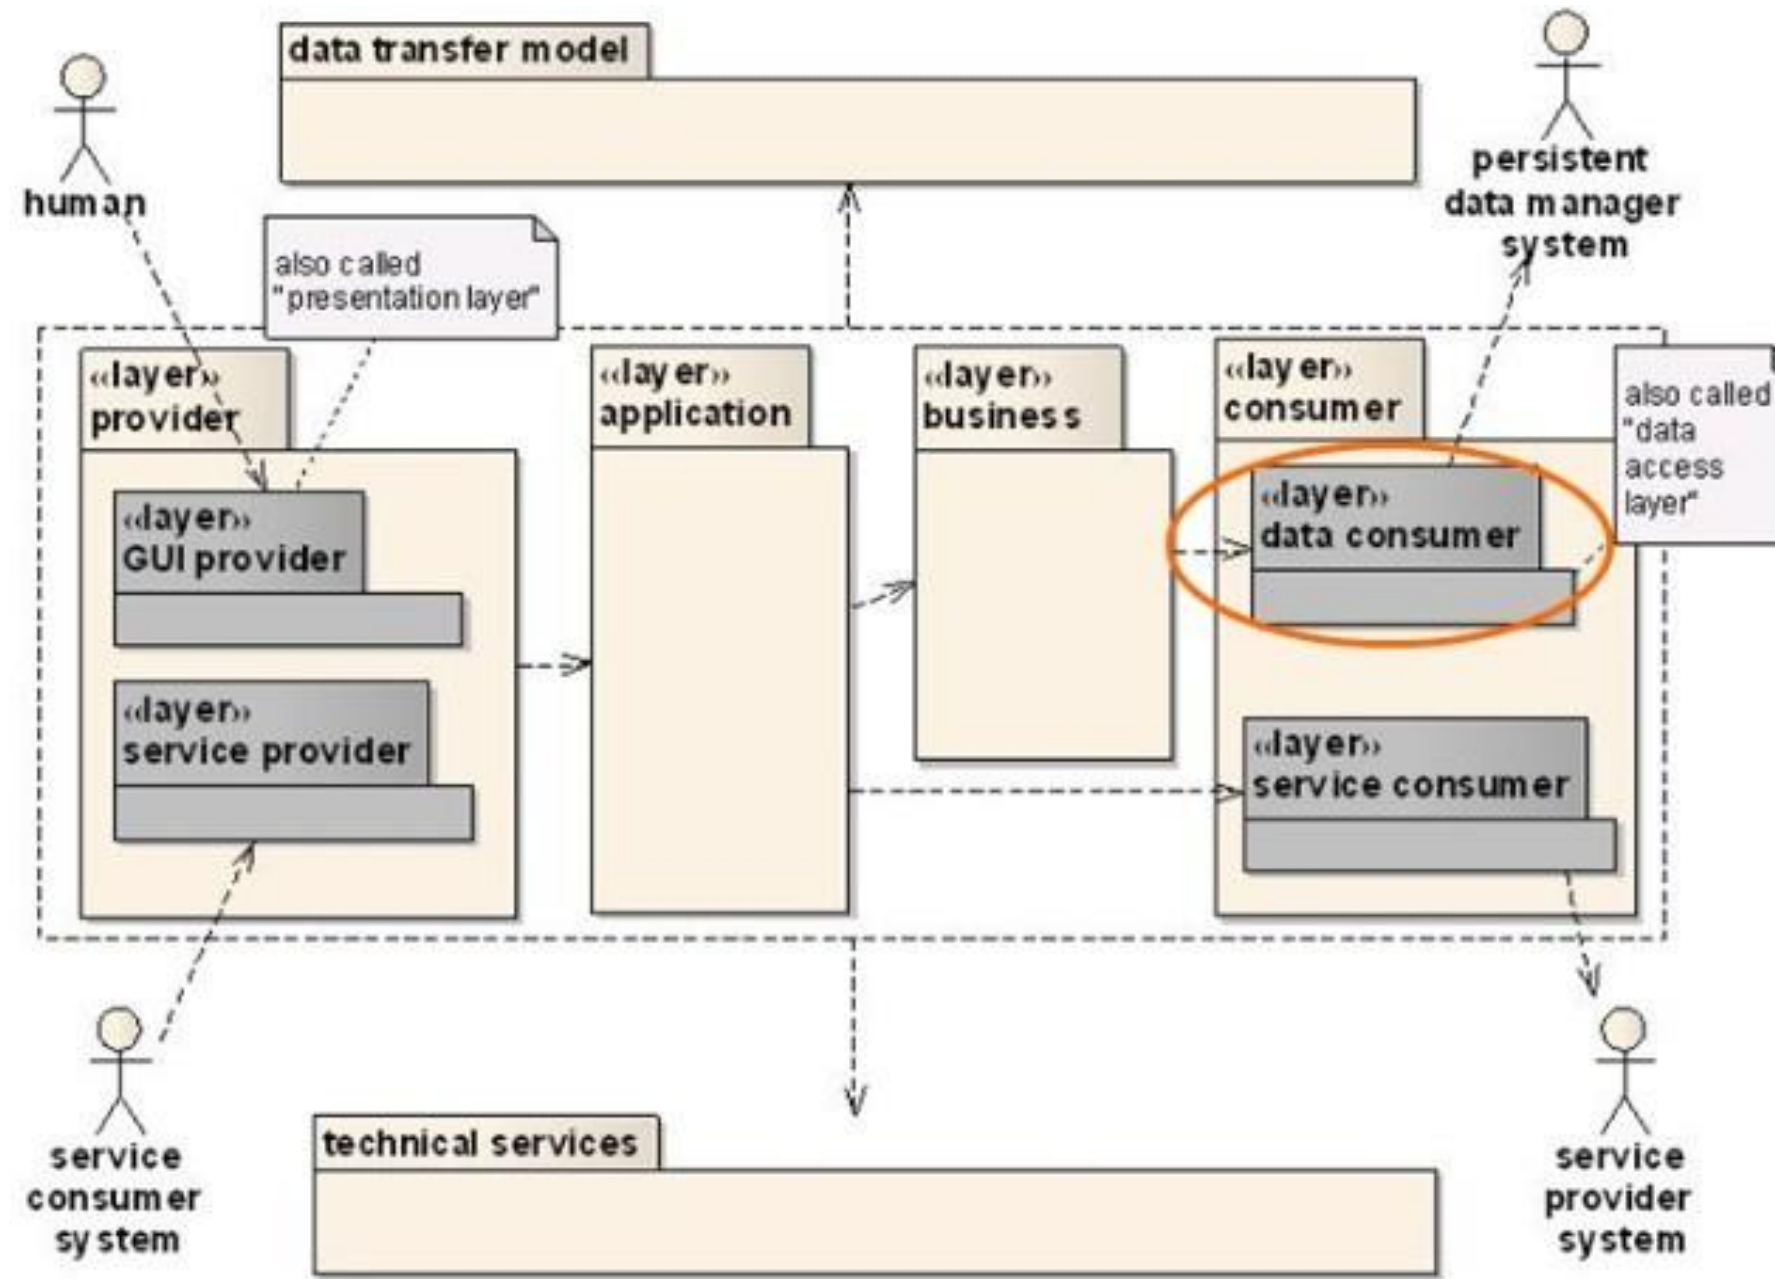 data transfer model
human
persistent
data manager
system
also called
"presentation layer"
«layer»
provider
«layer»
application
«layer»
business
«layer»
consumer
also called
"data
access
layer"
«layer»
GUI provider
«layer»
data consumer
«layer»
service provider
«layer»
service consumer
service
consumer
system
technical services
service
provider
system